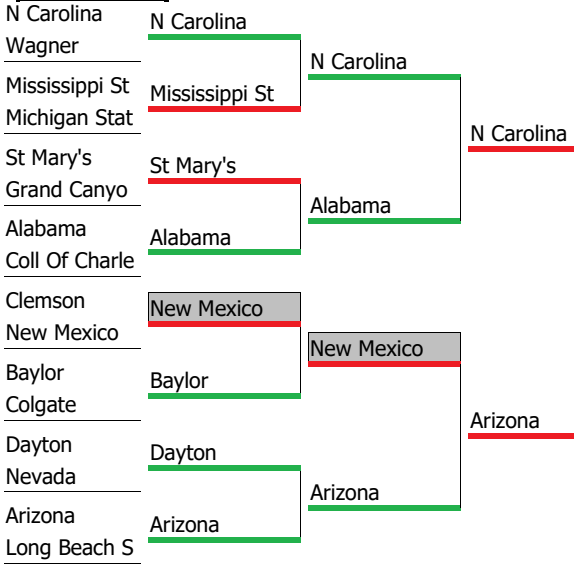 N Carolina
Wagner
Mississippi St
Michigan Stat
St Mary's
Grand Canyo
Alabama
Coll Of Charle
Clemson
New Mexico
Baylor
Colgate
Dayton
Nevada
Arizona
Long Beach S
N Carolina
Mississippi St
St Mary's
Alabama
New Mexico
Baylor
Dayton
Arizona
N Carolina
Alabama
New Mexico
Arizona
N Carolina
Arizona